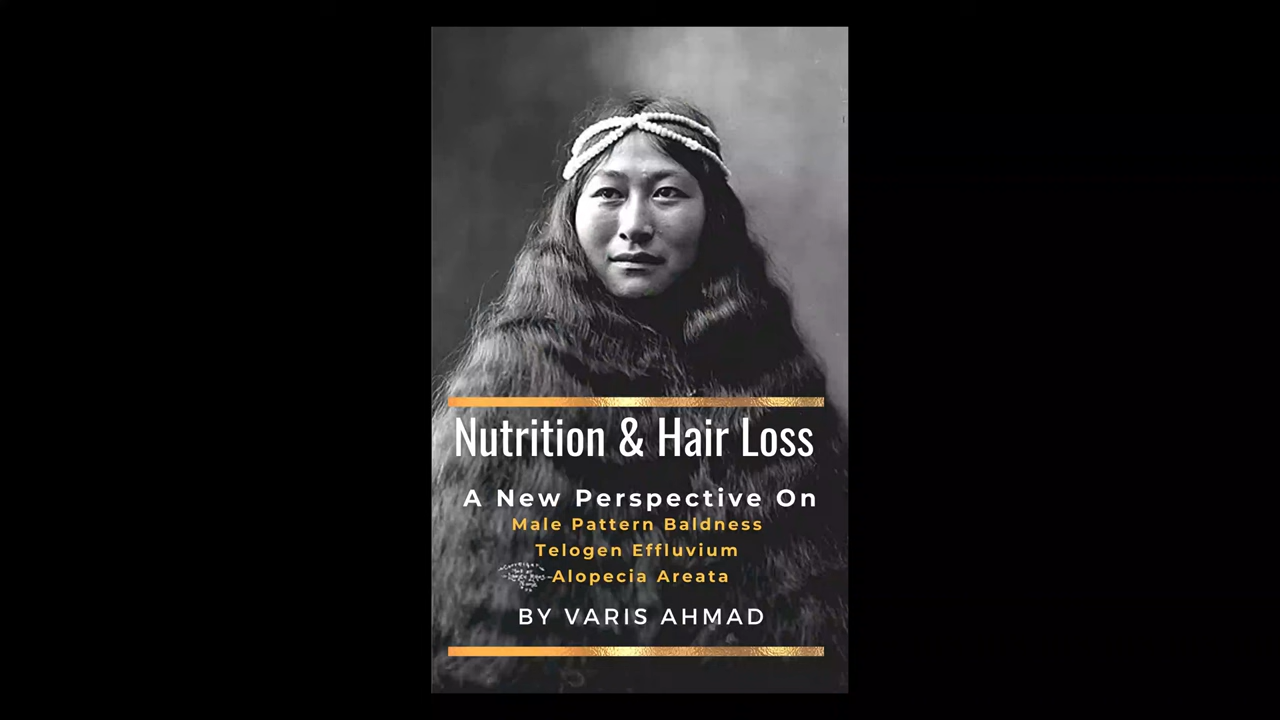 Nutrition & Hair Loss
A New Perspective On
Male Pattern Baldness
Telogen Effluvium
Alopecia Areata
BY VARIS AHMAD